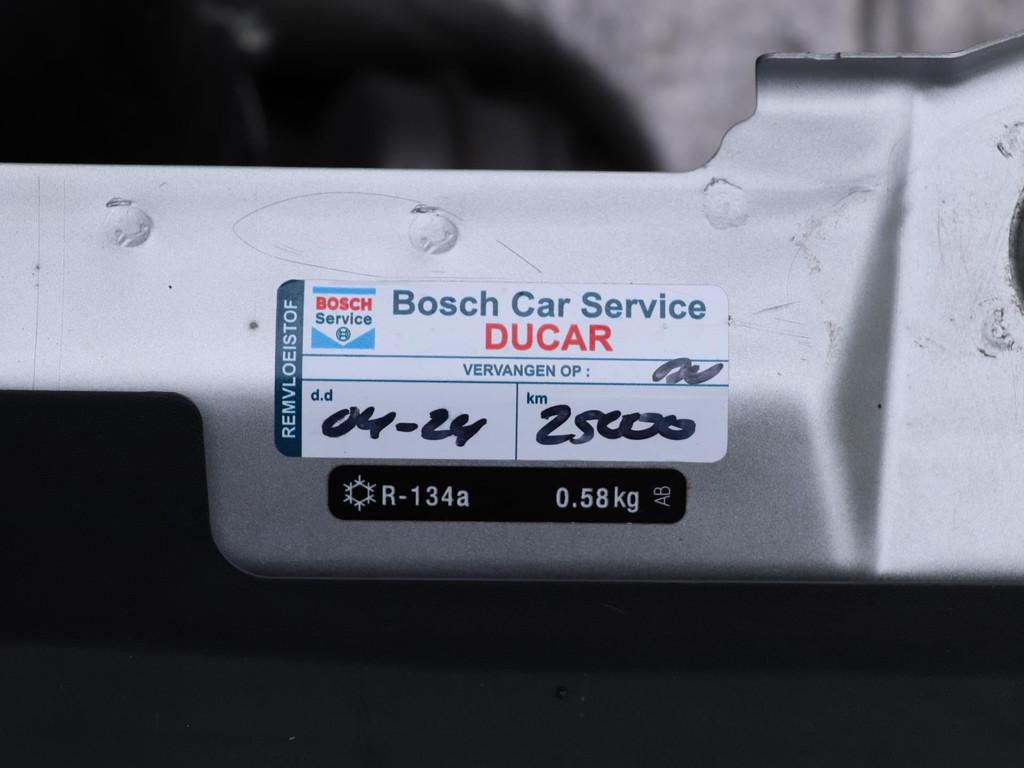 REMVLOEISTOF
BOSCH
Service
Bosch Car Service
DUCAR
VERVANGEN OP :
d.d
04-24
km
25000
R-134a 0.58kg AB